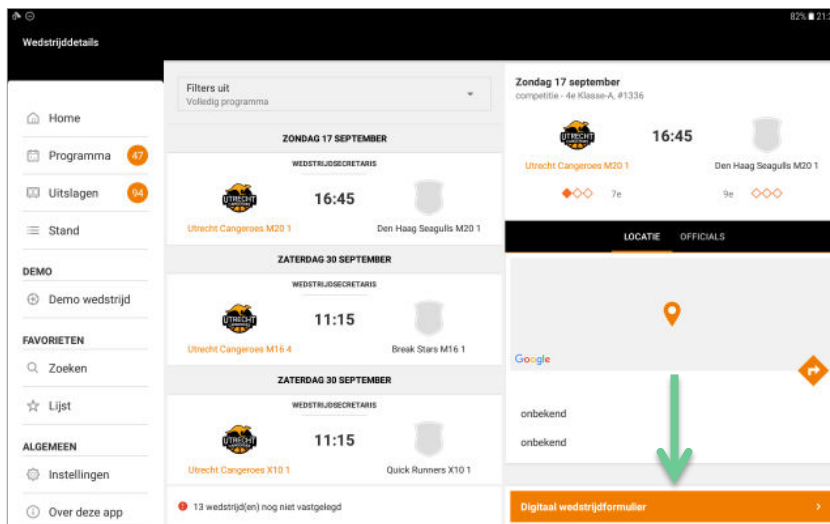 82% 21:2
Wedstrijddetails
Home
Programma 47
Uitslagen 94
Stand
DEMO
Demo wedstrijd
FAVORIETEN
Zoeken
Lijst
ALGEMEEN
Instellingen
Over deze app
Filters uit
Volledig programma
ZONDAG 17 SEPTEMBER
WEDSTRIJDSECRETARIS
UTRECHT
16:45
Utrecht Cangeroes M20 1 Den Haag Seagulls M20 1
ZATERDAG 30 SEPTEMBER
WEDSTRIJDSECRETARIS
UTRECHT
11:15
Utrecht Cangeroes M16 4 Break Stars M16 1
ZATERDAG 30 SEPTEMBER
WEDSTRIJDSECRETARIS
UTRECHT
11:15
Utrecht Cangeroes X10 1 Quick Runners X10 1
13 wedstrijd(en) nog niet vastgelegd
Zondag 17 september
competitie - 4e Klasse-A, #1336
UTRECHT
16:45
Utrecht Cangeroes M20 1 Den Haag Seagulls M20 1
7e 9e
LOCATIE OFFICIALS
Google
onbekend
onbekend
Digitaal wedstrijdformulier